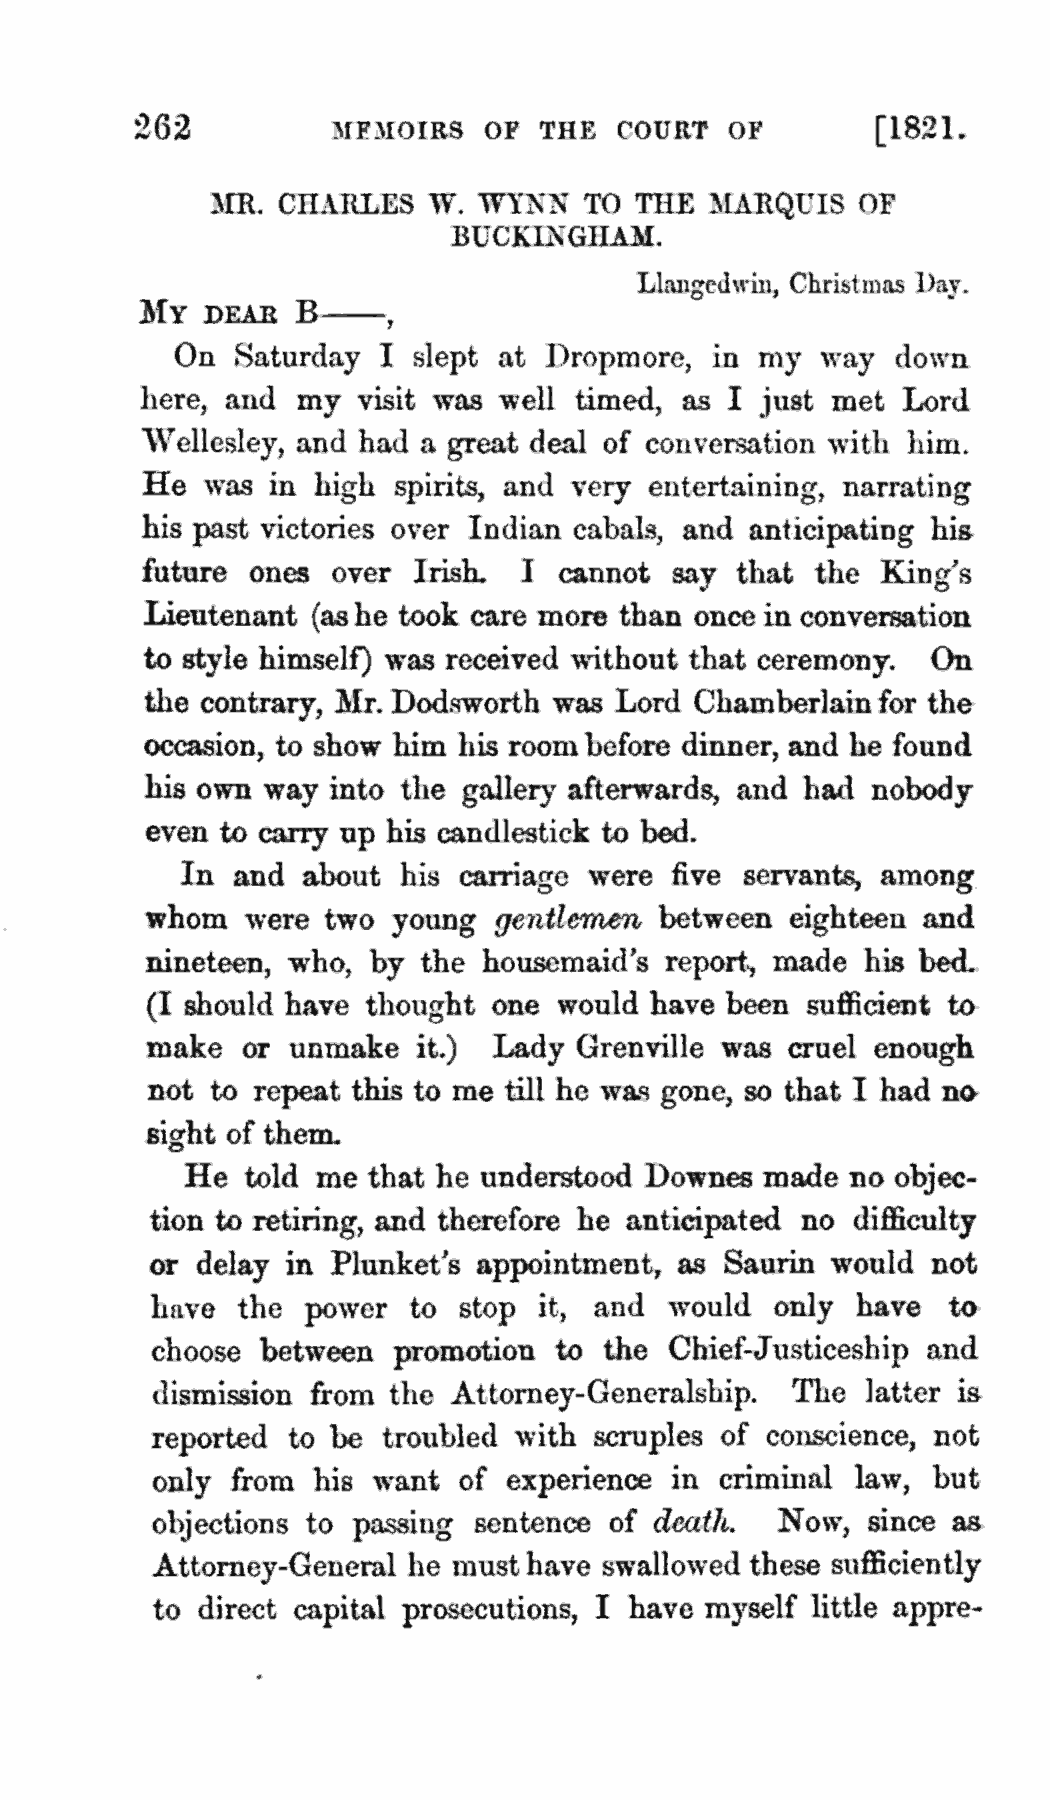 262 MEMOIRS OF THE COURT OF [1821.
MR. CHARLES W. WYNN TO THE MARQUIS OF
BUCKINGHAM.
Llangedwin, Christmas Day.
MY DEAR B——,
On Saturday I slept at Dropmore, in my way down
here, and my visit was well timed, as I just met Lord
Wellesley, and had a great deal of conversation with him.
He was in high spirits, and very entertaining, narrating
his past victories over Indian cabals, and anticipating his
future ones over Irish. I cannot say that the King's
Lieutenant (as he took care more than once in conversation
to style himself) was received without that ceremony. On
the contrary, Mr. Dodsworth was Lord Chamberlain for the
occasion, to show him his room before dinner, and he found
his own way into the gallery afterwards, and had nobody
even to carry up his candlestick to bed.
In and about his carriage were five servants, among
whom were two young gentlemen between eighteen and
nineteen, who, by the housemaid's report, made his bed.
(I should have thought one would have been sufficient to
make or unmake it.) Lady Grenville was cruel enough
not to repeat this to me till he was gone, so that I had no
sight of them.
He told me that he understood Downes made no objec-
tion to retiring, and therefore he anticipated no difficulty
or delay in Plunket's appointment, as Saurin would not
have the power to stop it, and would only have to
choose between promotion to the Chief-Justiceship and
dismission from the Attorney-Generalship. The latter is
reported to be troubled with scruples of conscience, not
only from his want of experience in criminal law, but
objections to passing sentence of death. Now, since as
Attorney-General he must have swallowed these sufficiently
to direct capital prosecutions, I have myself little appre-